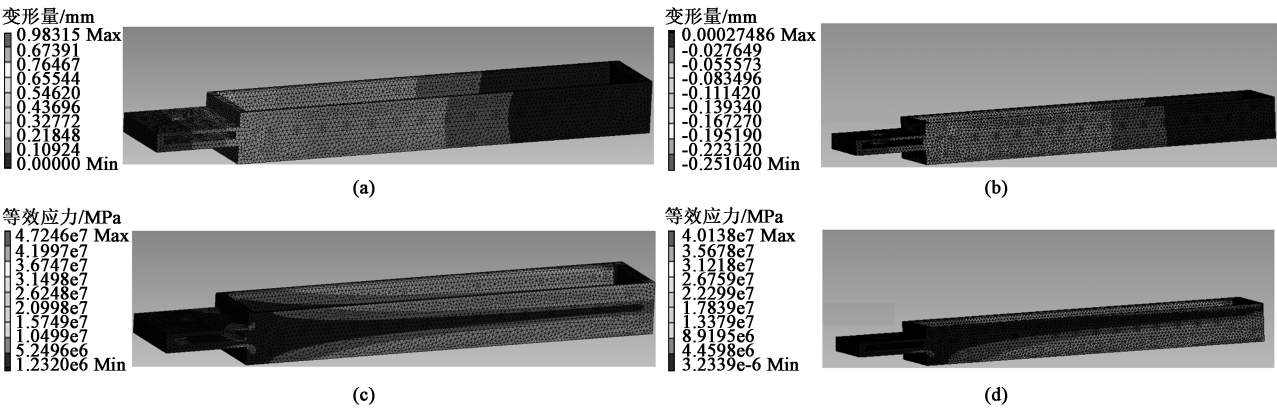 变形量/mm
0.98315 Max
0.67391
0.76467
0.65544
0.54620
0.43696
0.32772
0.21848
0.10924
0.00000 Min
(a)
变形量/mm
0.00027486 Max
-0.027649
-0.055573
-0.083496
-0.111420
-0.139340
-0.167270
-0.195190
-0.223120
-0.251040 Min
(b)
等效应力/MPa
4.7246e7 Max
4.1997e7
3.6747e7
3.1498e7
2.6248e7
2.0998e7
1.5749e7
1.0499e7
5.2496e6
1.2320e6 Min
(c)
等效应力/MPa
4.0138e7 Max
3.5678e7
3.1218e7
2.6759e7
2.2299e7
1.7839e7
1.3379e7
8.9195e6
4.4598e6
3.2339e-6 Min
(d)